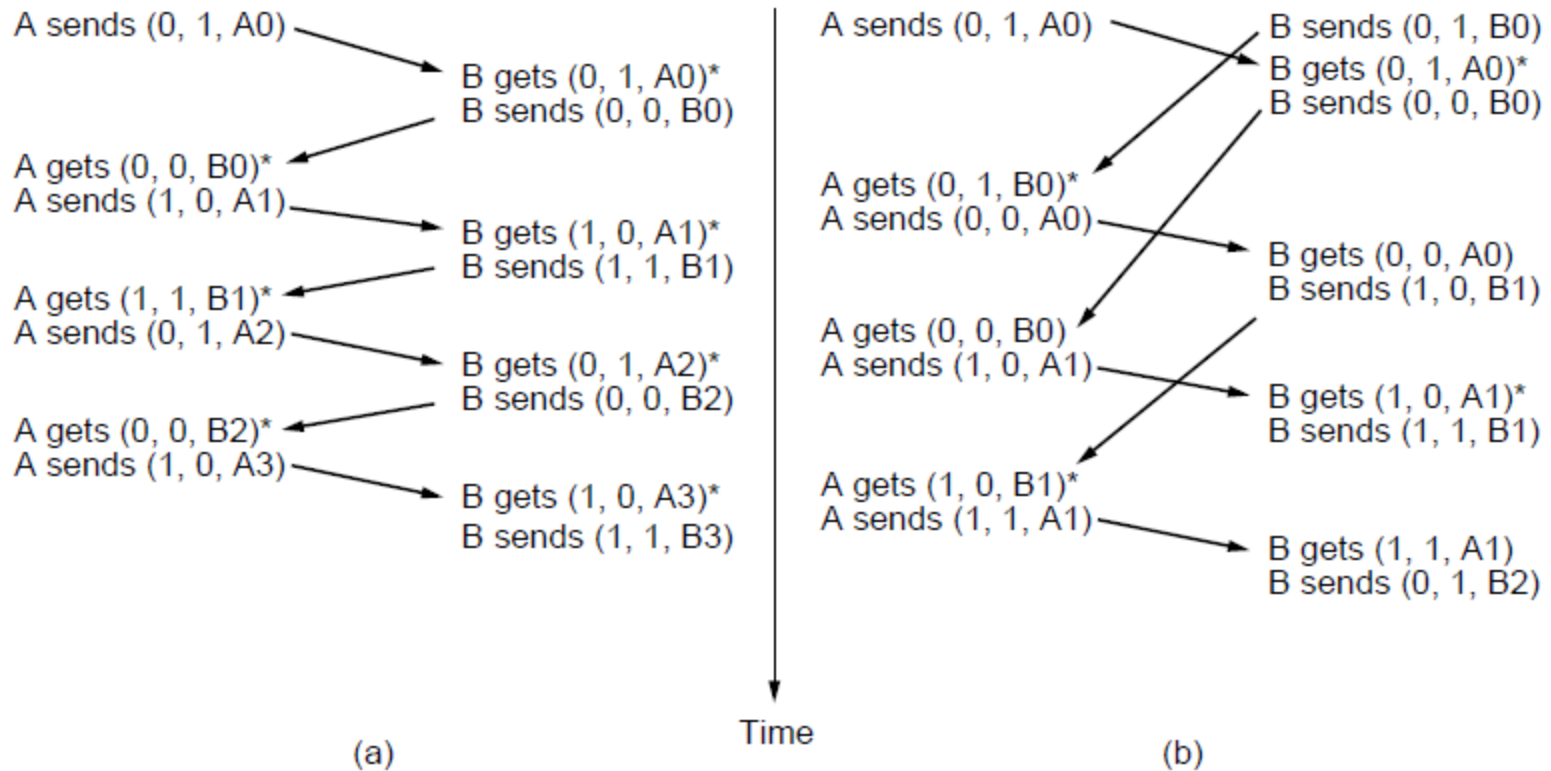 A sends (0, 1, A0)
B gets (0, 1, A0)*
B sends (0, 0, B0)
A gets (0, 0, B0)*
A sends (1, 0, A1)
B gets (1, 0, A1)*
B sends (1, 1, B1)
A gets (1, 1, B1)*
A sends (0, 1, A2)
B gets (0, 1, A2)*
B sends (0, 0, B2)
A gets (0, 0, B2)*
A sends (1, 0, A3)
B gets (1, 0, A3)*
B sends (1, 1, B3)
(a)
Time
A sends (0, 1, A0)
B sends (0, 1, B0)
B gets (0, 1, A0)*
B sends (0, 0, B0)
A gets (0, 1, B0)*
A sends (0, 0, A0)
B gets (0, 0, A0)
B sends (1, 0, B1)
A gets (0, 0, B0)
A sends (1, 0, A1)
B gets (1, 0, A1)*
B sends (1, 1, B1)
A gets (1, 0, B1)*
A sends (1, 1, A1)
B gets (1, 1, A1)
B sends (0, 1, B2)
(b)